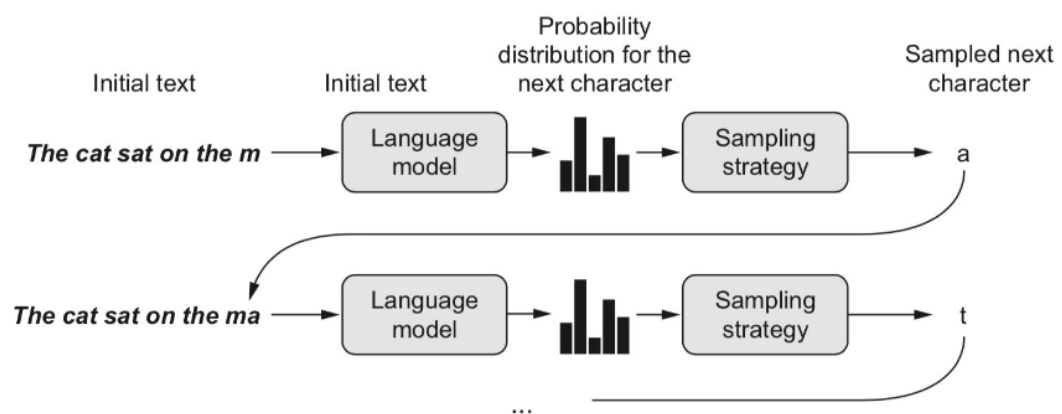 Probability
distribution for the
next character
Sampled next
character
Initial text
Initial text
The cat sat on the m
Language
model
Sampling
strategy
a
The cat sat on the ma
Language
model
Sampling
strategy
t
...